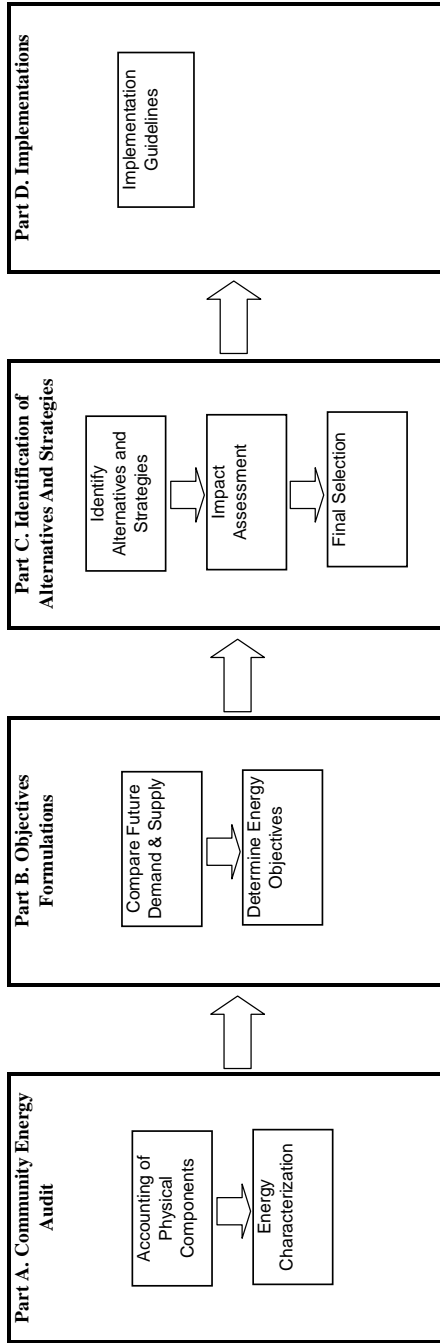 Part A. Community Energy
Audit
Accounting of
Physical
Components
Energy
Characterization
Part B. Objectives
Formulations
Compare Future
Demand & Supply
Determine Energy
Objectives
Part C. Identification of
Alternatives And Strategies
Identify
Alternatives and
Strategies
Impact
Assessment
Final Selection
Part D. Implementations
Implementation
Guidelines